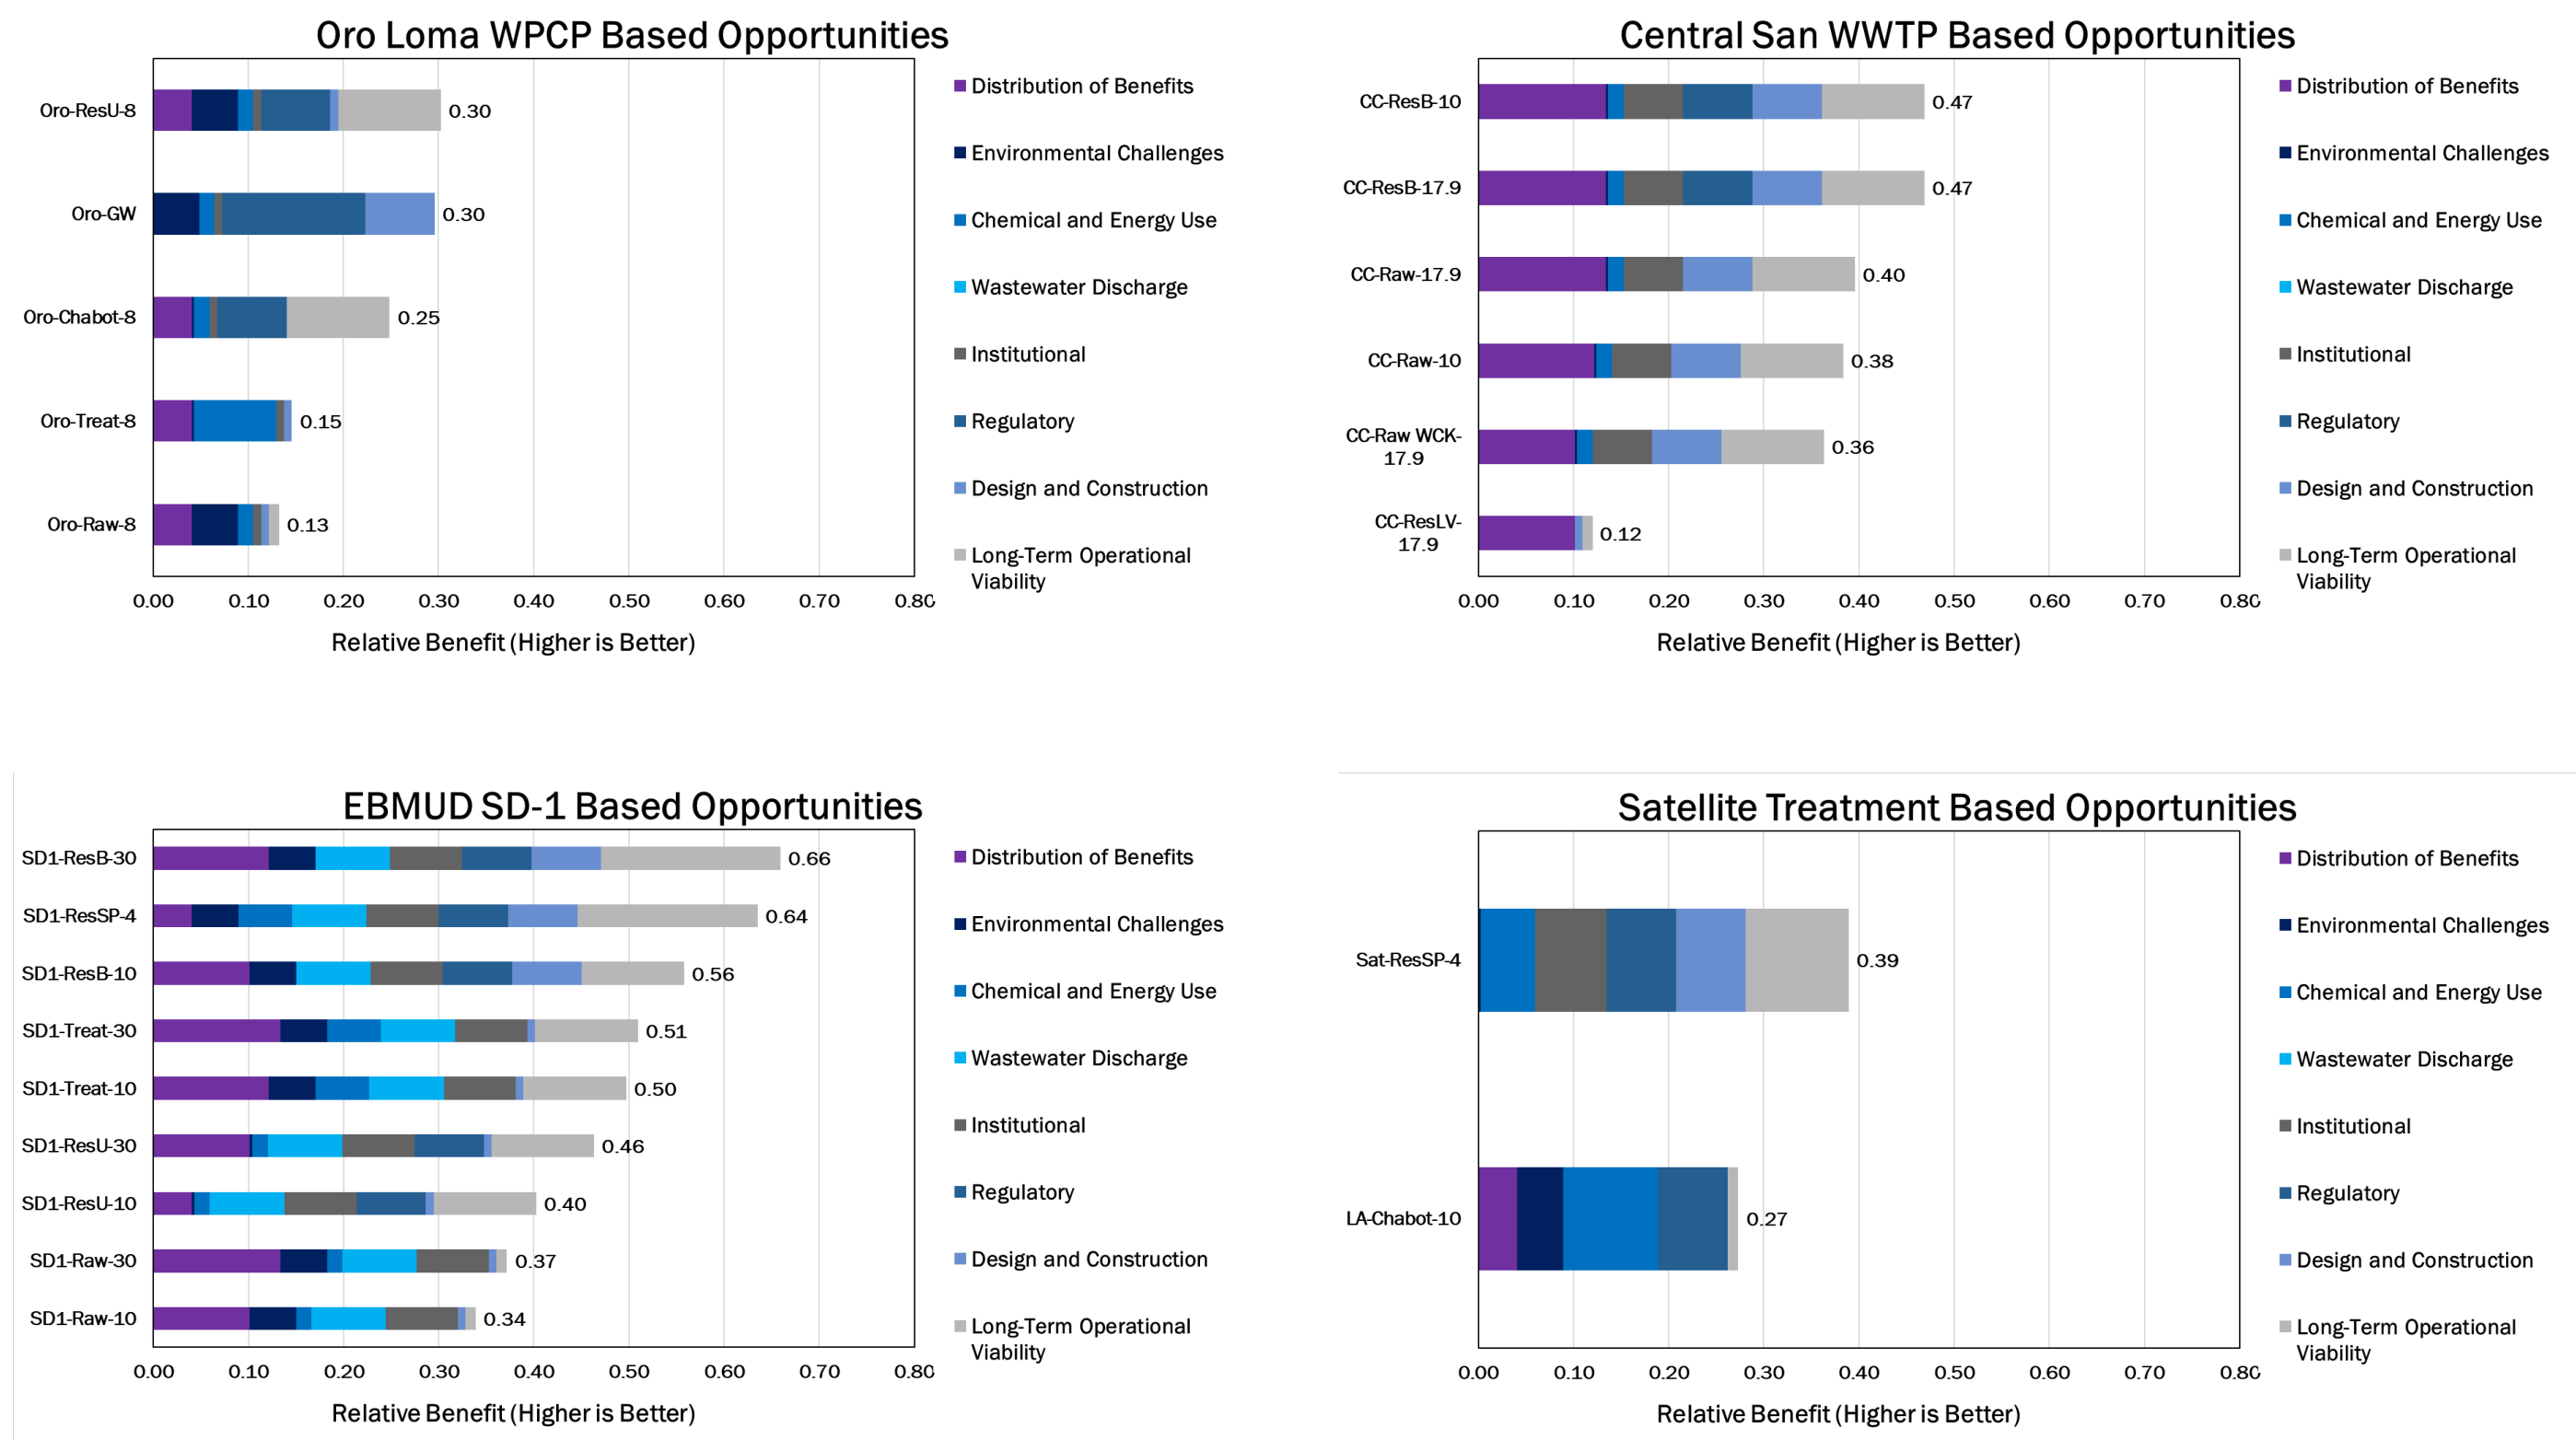 Oro Loma WPCP Based Opportunities
Oro-ResU-8
0.30
Oro-GW
0.30
Oro-Chabot-8
0.25
Oro-Treat-8
0.15
Oro-Raw-8
0.13
0.00 0.10 0.20 0.30 0.40 0.50 0.60 0.70 0.80
Relative Benefit (Higher is Better)
Distribution of Benefits
Environmental Challenges
Chemical and Energy Use
Wastewater Discharge
Institutional
Regulatory
Design and Construction
Long-Term Operational
Viability
Central San WWTP Based Opportunities
CC-ResB-10
0.47
CC-ResB-17.9
0.47
CC-Raw-17.9
0.40
CC-Raw-10
0.38
CC-Raw WCK-
17.9
0.36
CC-ResLV-
17.9
0.12
0.00 0.10 0.20 0.30 0.40 0.50 0.60 0.70 0.80
Relative Benefit (Higher is Better)
Distribution of Benefits
Environmental Challenges
Chemical and Energy Use
Wastewater Discharge
Institutional
Regulatory
Design and Construction
Long-Term Operational
Viability
EBMUD SD-1 Based Opportunities
SD1-ResB-30
0.66
SD1-ResSP-4
0.64
SD1-ResB-10
0.56
SD1-Treat-30
0.51
SD1-Treat-10
0.50
SD1-ResU-30
0.46
SD1-ResU-10
0.40
SD1-Raw-30
0.37
SD1-Raw-10
0.34
0.00 0.10 0.20 0.30 0.40 0.50 0.60 0.70 0.80
Relative Benefit (Higher is Better)
Distribution of Benefits
Environmental Challenges
Chemical and Energy Use
Wastewater Discharge
Institutional
Regulatory
Design and Construction
Long-Term Operational
Viability
Satellite Treatment Based Opportunities
Sat-ResSP-4
0.39
LA-Chabot-10
0.27
0.00 0.10 0.20 0.30 0.40 0.50 0.60 0.70 0.80
Relative Benefit (Higher is Better)
Distribution of Benefits
Environmental Challenges
Chemical and Energy Use
Wastewater Discharge
Institutional
Regulatory
Design and Construction
Long-Term Operational
Viability